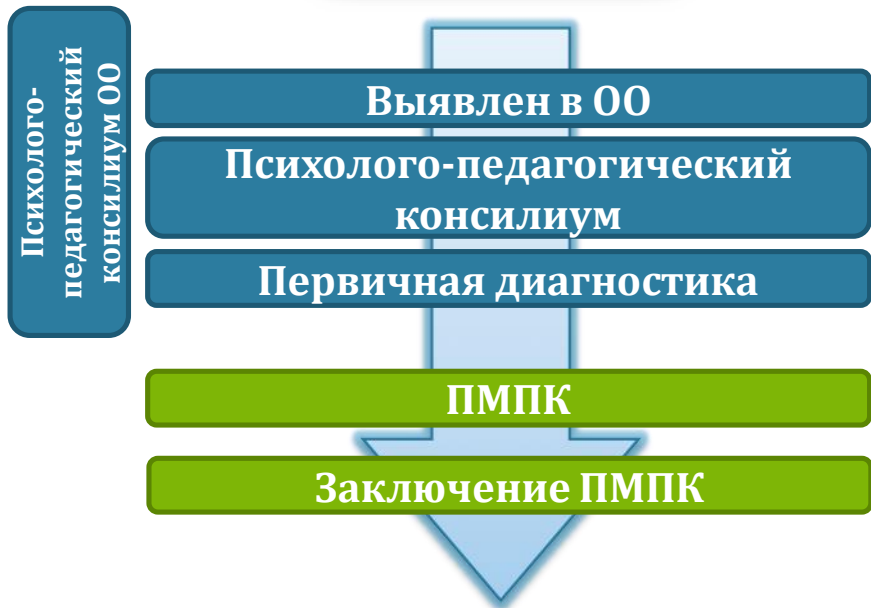 Психолого-
педагогический
консилиум ОО
Выявлен в ОО
Психолого-педагогический
консилиум
Первичная диагностика
ПМПК
Заключение ПМПК